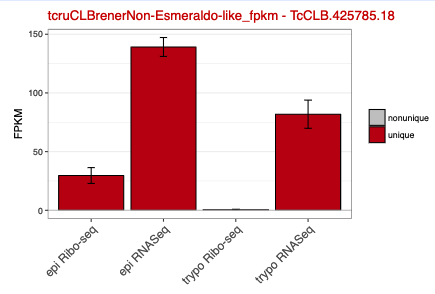 tcruCLBrenerNon-Esmeraldo-like_fpkm - TcCLB.425785.18
150
100
50
0
FPKM
epi Ribo-seq
epi RNASeq
trypo Ribo-seq
trypo RNASeq
nonunique
unique